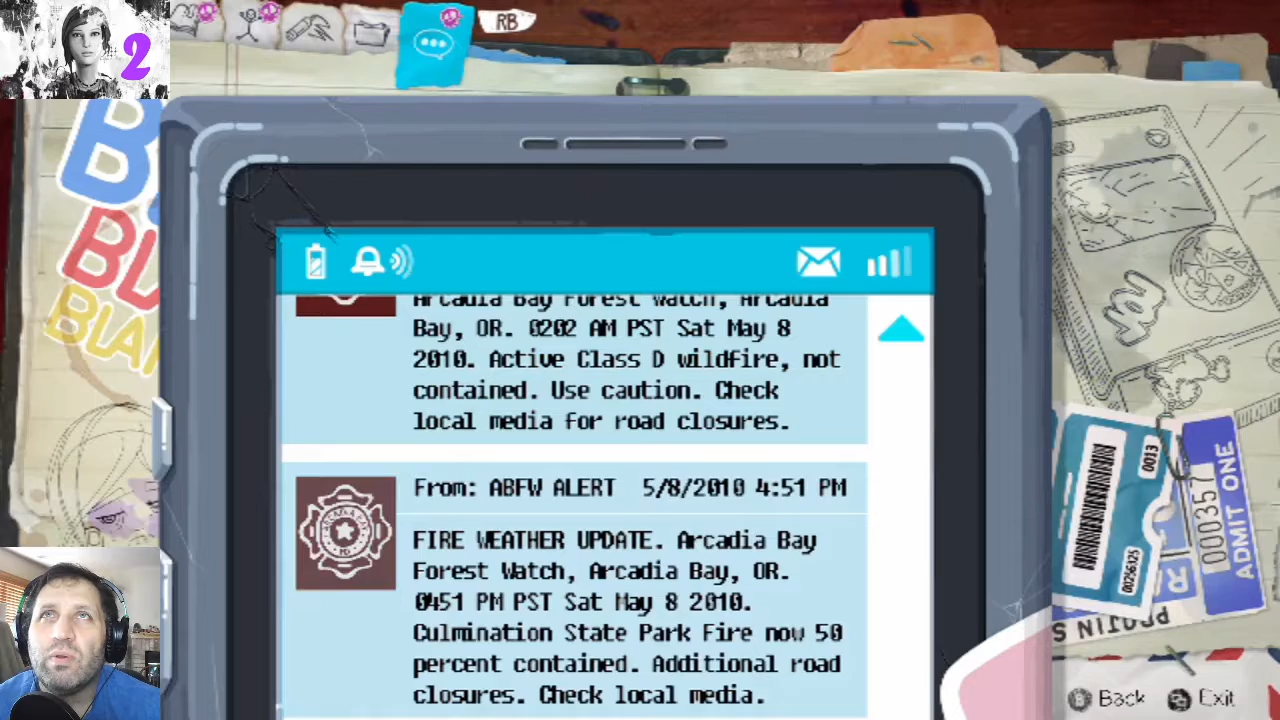 2
RB
Arcadia Bay Forest Watch, Arcadia
Bay, OR. 0202 AM PST Sat May 8
2010. Active Class D wildfire, not
contained. Use caution. Check
local media for road closures.
From: ABFW ALERT 5/8/2010 4:51 PM
FIRE WEATHER UPDATE. Arcadia Bay
Forest Watch, Arcadia Bay, OR.
0451 PM PST Sat May 8 2010.
Culmination State Park Fire now 50
percent contained. Additional road
closures. Check local media.
0013
00256325
000357
ADMIT ONE
B Back
Exit